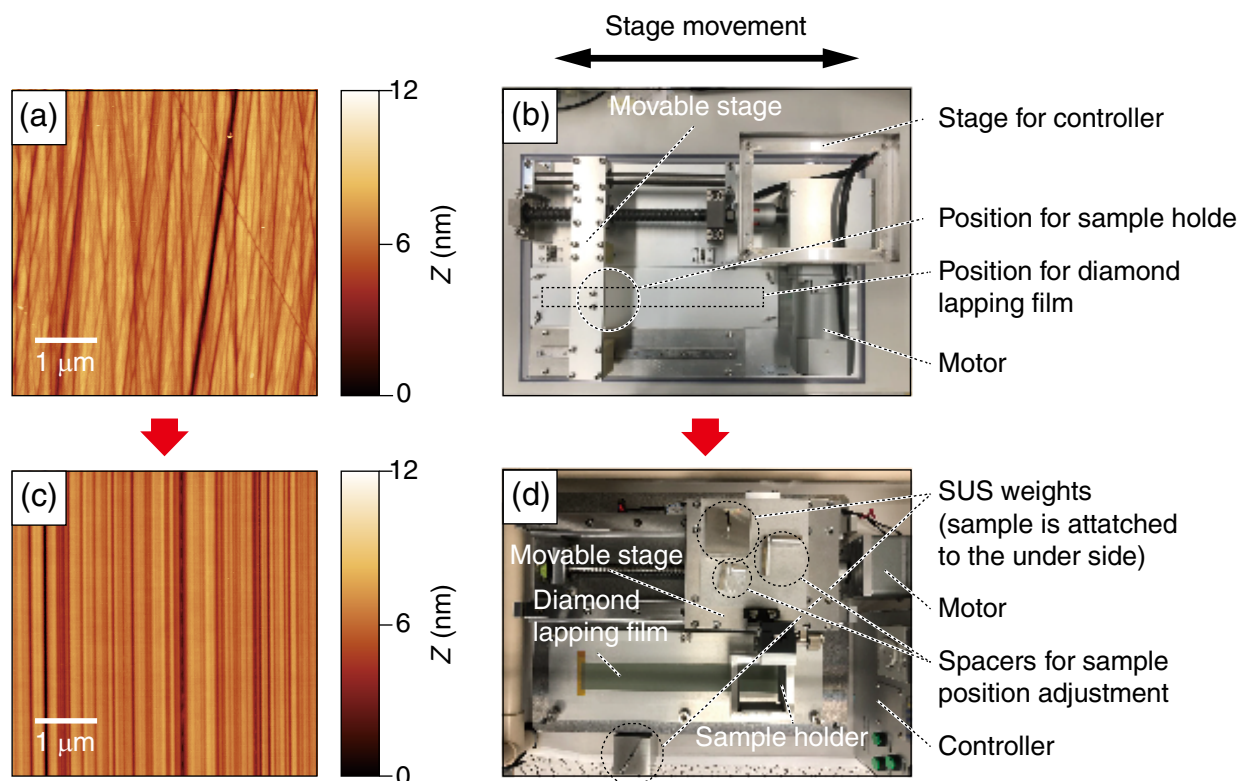 Stage movement
(a)
1 μm
12
6
0
Z (nm)
(b)
Movable stage
Stage for controller
Position for sample holde
Position for diamond
lapping film
Motor
(c)
1 μm
12
6
0
Z (nm)
(d)
Movable stage
Diamond
lapping film
Sample holder
SUS weights
(sample is attatched
to the under side)
Motor
Spacers for sample
position adjustment
Controller